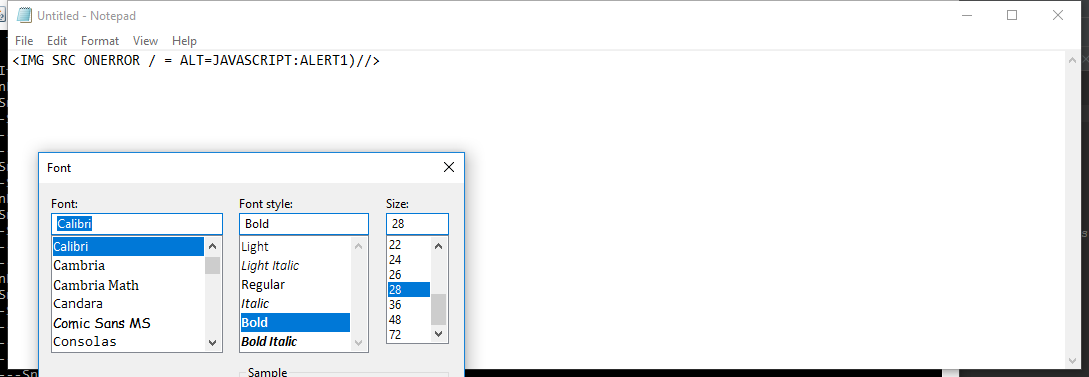 Untitled - Notepad
File Edit Format View Help
<IMG SRC ONERROR / = ALT=JAVASCRIPT:ALERT1)//>
Font
Font: Font style: Size:
Calibri Bold 28
Calibri Light 22
Cambria Light Italic 24
Cambria Math Regular 26
Candara Italic 28
Comic Sans MS Bold 36
Consolas Bold Italic 48
72
Sample